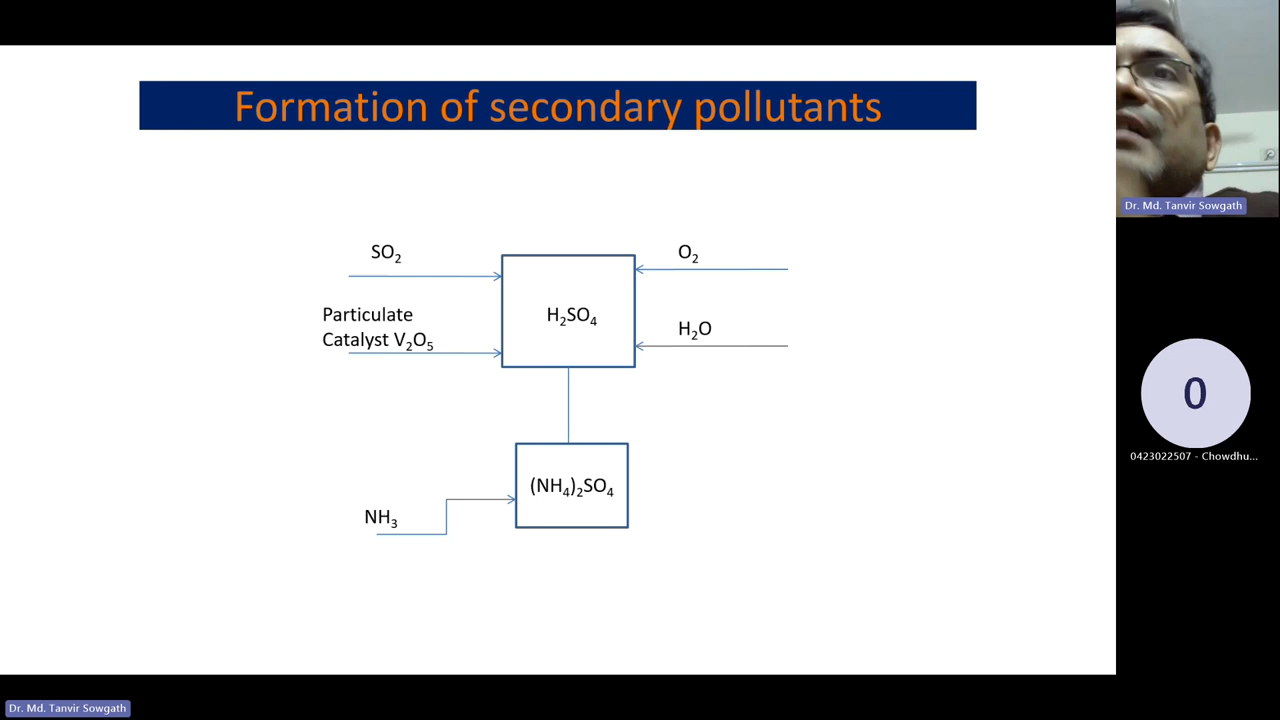 Formation of secondary pollutants
SO₂
O₂
Particulate
Catalyst V₂O₅
H₂SO₄
H₂O
(NH₄)₂SO₄
NH₃
Dr. Md. Tanvir Sowgath
0
0423022507 - Chowdhu...
Dr. Md. Tanvir Sowgath